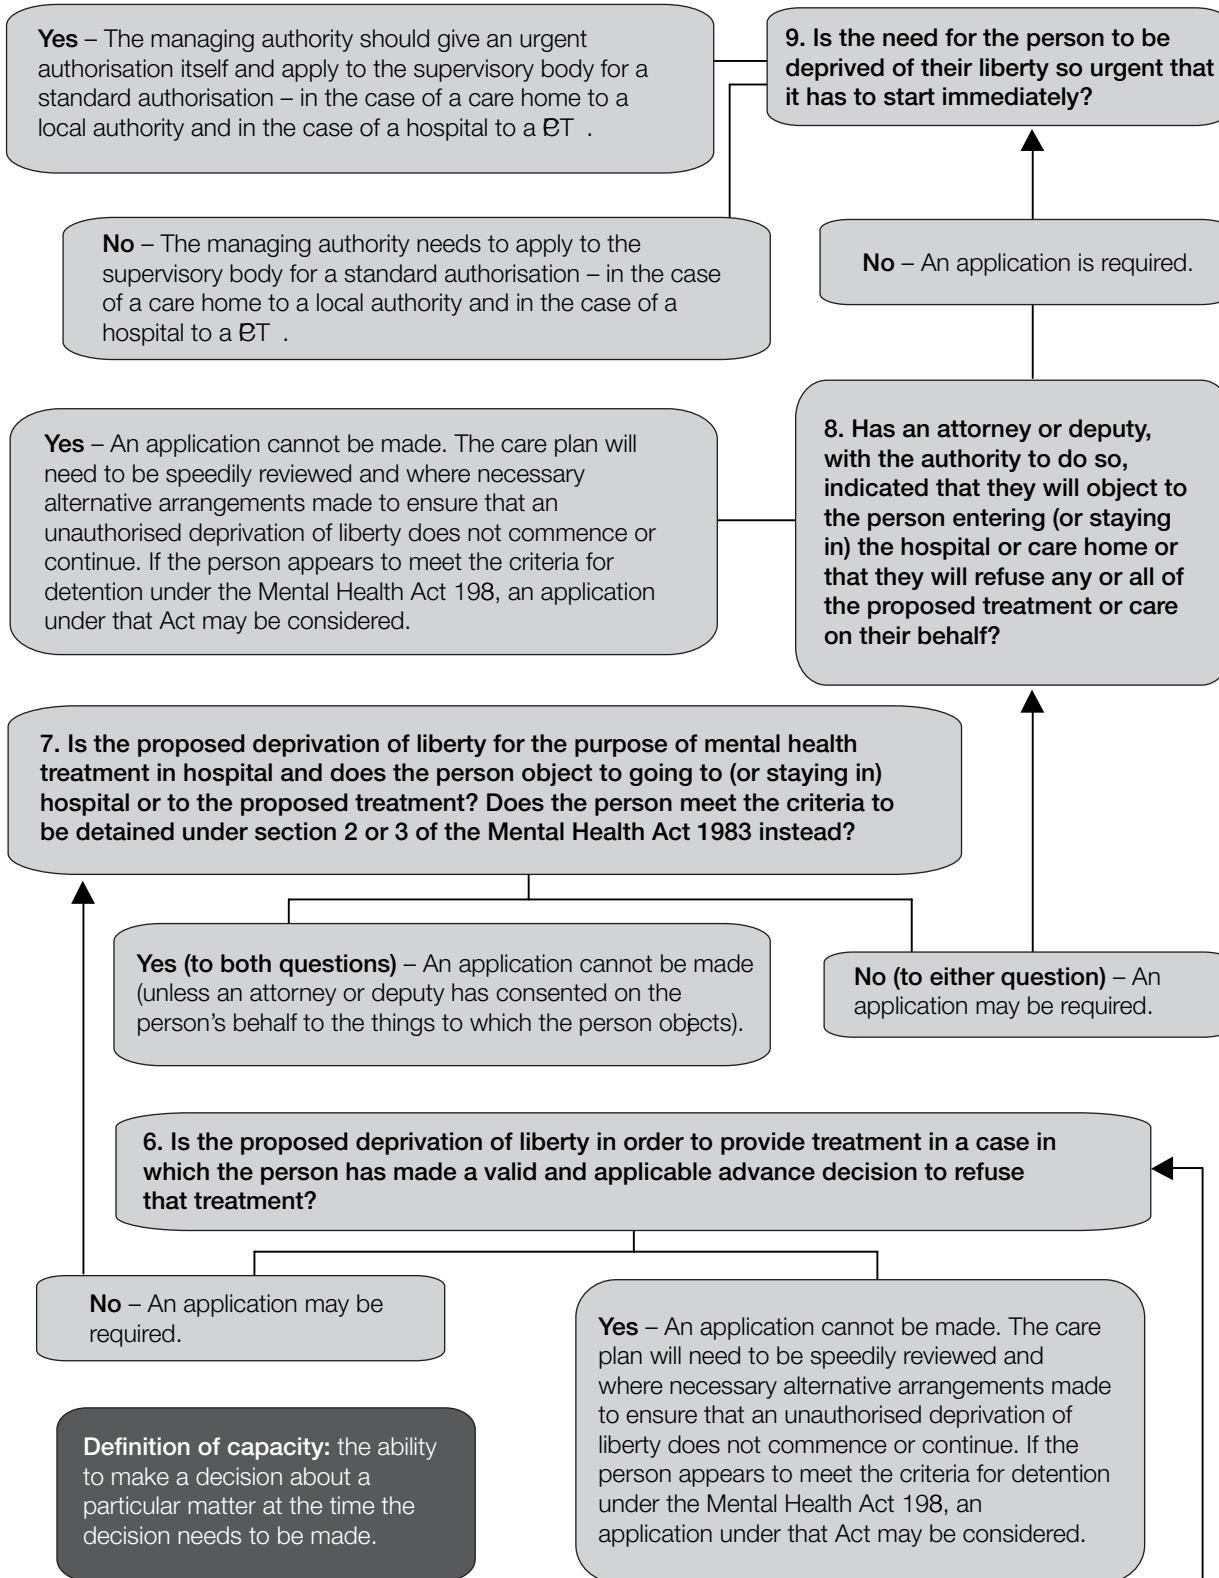 Yes – The managing authority should give an urgent
authorisation itself and apply to the supervisory body for a
standard authorisation – in the case of a care home to a
local authority and in the case of a hospital to a PCT.
9. Is the need for the person to be
deprived of their liberty so urgent that
it has to start immediately?
No – The managing authority needs to apply to the
supervisory body for a standard authorisation – in the case
of a care home to a local authority and in the case of a
hospital to a PCT.
No – An application is required.
Yes – An application cannot be made. The care plan will
need to be speedily reviewed and where necessary
alternative arrangements made to ensure that an
unauthorised deprivation of liberty does not commence or
continue. If the person appears to meet the criteria for
detention under the Mental Health Act 198, an application
under that Act may be considered.
8. Has an attorney or deputy,
with the authority to do so,
indicated that they will object to
the person entering (or staying
in) the hospital or care home or
that they will refuse any or all of
the proposed treatment or care
on their behalf?
7. Is the proposed deprivation of liberty for the purpose of mental health
treatment in hospital and does the person object to going to (or staying in)
hospital or to the proposed treatment? Does the person meet the criteria to
be detained under section 2 or 3 of the Mental Health Act 1983 instead?
Yes (to both questions) – An application cannot be made
(unless an attorney or deputy has consented on the
person's behalf to the things to which the person objects).
No (to either question) – An
application may be required.
6. Is the proposed deprivation of liberty in order to provide treatment in a case in
which the person has made a valid and applicable advance decision to refuse
that treatment?
No – An application may be
required.
Yes – An application cannot be made. The care
plan will need to be speedily reviewed and
where necessary alternative arrangements made
to ensure that an unauthorised deprivation of
liberty does not commence or continue. If the
person appears to meet the criteria for detention
under the Mental Health Act 198, an
application under that Act may be considered.
Definition of capacity: the ability
to make a decision about a
particular matter at the time the
decision needs to be made.